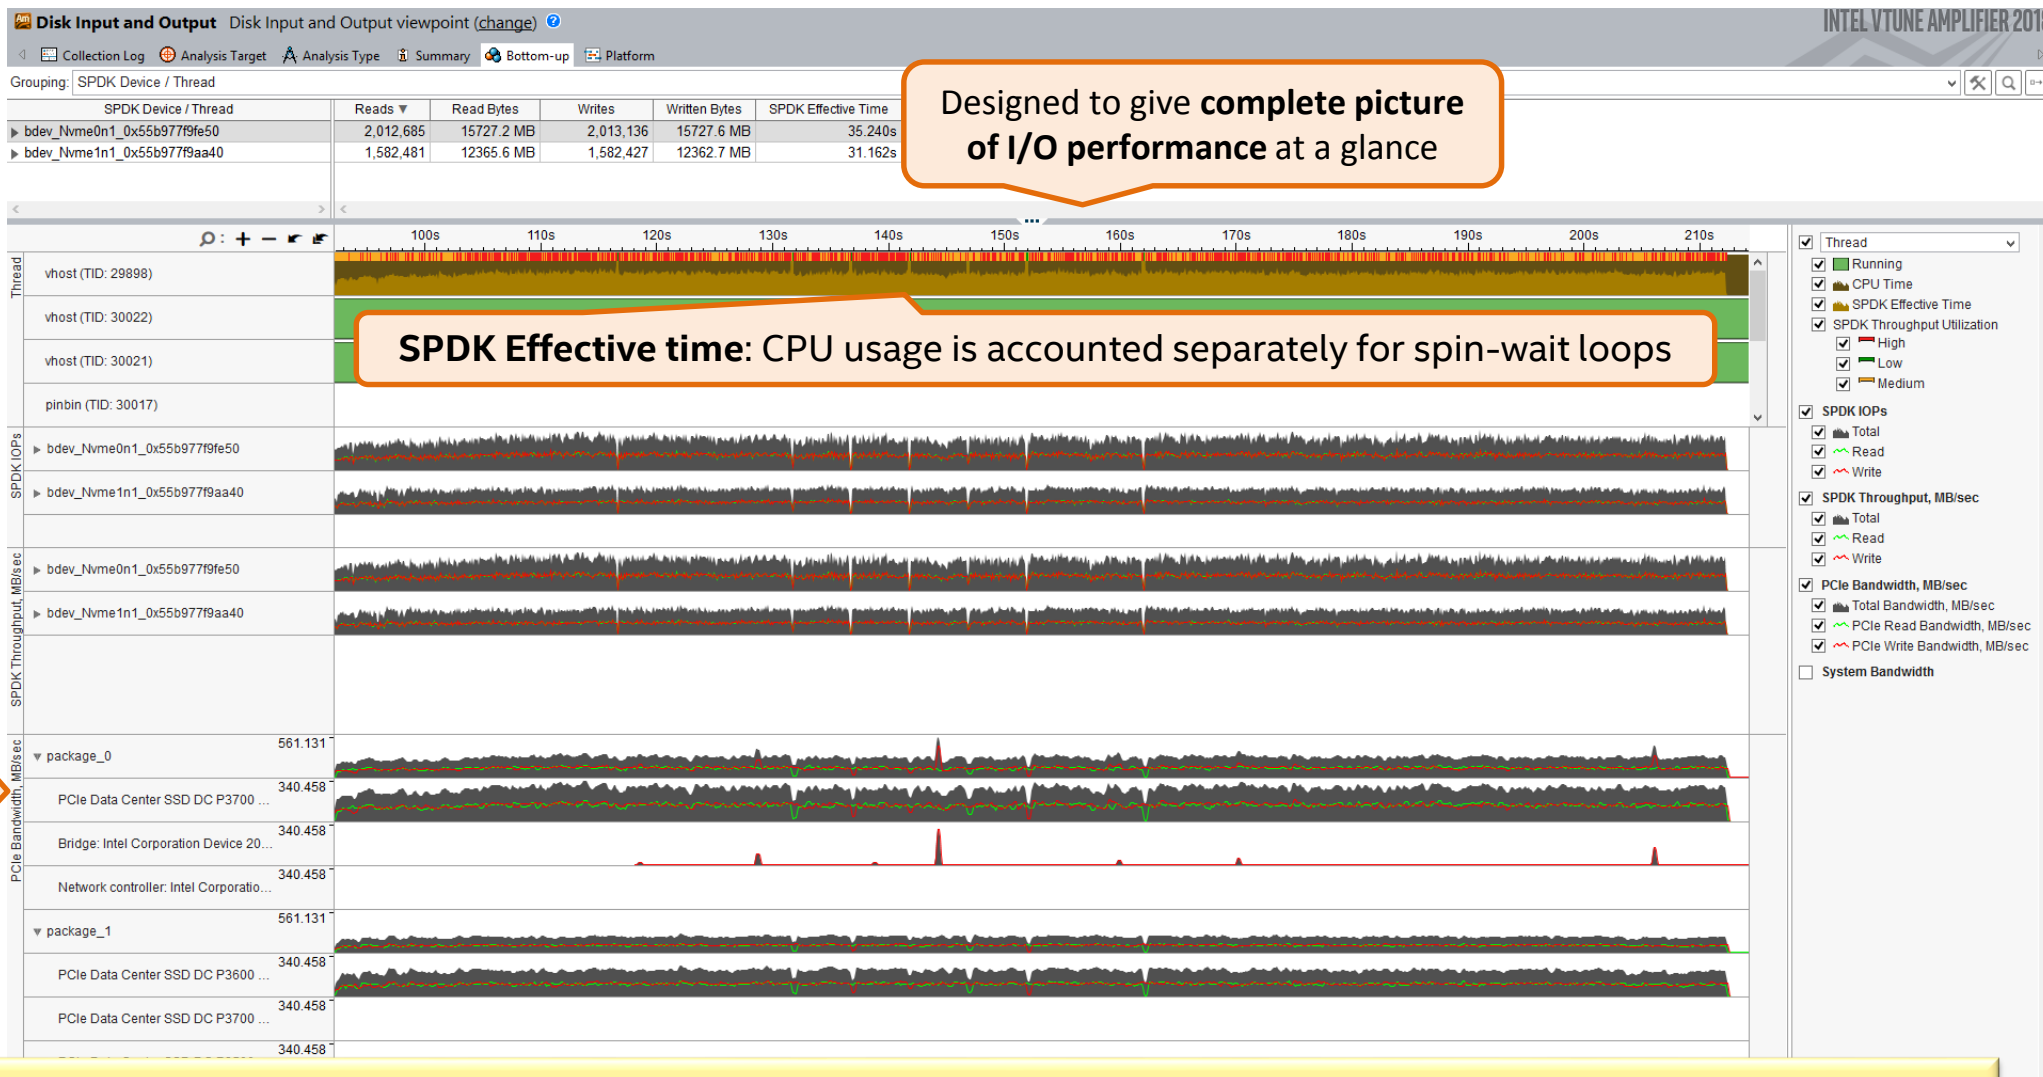 Disk Input and Output Disk Input and Output viewpoint (change) ?
INTEL VTUNE AMPLIFIER 2018
Collection Log Analysis Target Analysis Type Summary Bottom-up Platform
Grouping: SPDK Device / Thread
SPDK Device / Thread Reads Read Bytes Writes Written Bytes SPDK Effective Time
bdev_Nvme0n1_0x55b977f9fe50 2,012,685 15727.2 MB 2,013,136 15727.6 MB 35.240s
bdev_Nvme1n1_0x55b977f9aa40 1,582,481 12365.6 MB 1,582,427 12362.7 MB 31.162s
Designed to give complete picture
of I/O performance at a glance
100s 110s 120s 130s 140s 150s 160s 170s 180s 190s 200s 210s
Thread
vhost (TID: 29898)
vhost (TID: 30022)
vhost (TID: 30021)
pinbin (TID: 30017)
SPDK Effective time: CPU usage is accounted separately for spin-wait loops
SPDK IOPs
bdev_Nvme0n1_0x55b977f9fe50
bdev_Nvme1n1_0x55b977f9aa40
SPDK Throughput, MB/sec
bdev_Nvme0n1_0x55b977f9fe50
bdev_Nvme1n1_0x55b977f9aa40
PCIe Bandwidth, MB/sec
package_0 561.131
PCIe Data Center SSD DC P3700 ... 340.458
Bridge: Intel Corporation Device 20... 340.458
Network controller: Intel Corporatio... 340.458
package_1 561.131
PCIe Data Center SSD DC P3600 ... 340.458
PCIe Data Center SSD DC P3700 ... 340.458
340.458
Thread
Running
CPU Time
SPDK Effective Time
SPDK Throughput Utilization
High
Low
Medium
SPDK IOPs
Total
Read
Write
SPDK Throughput, MB/sec
Total
Read
Write
PCIe Bandwidth, MB/sec
Total Bandwidth, MB/sec
PCIe Read Bandwidth, MB/sec
PCIe Write Bandwidth, MB/sec
System Bandwidth